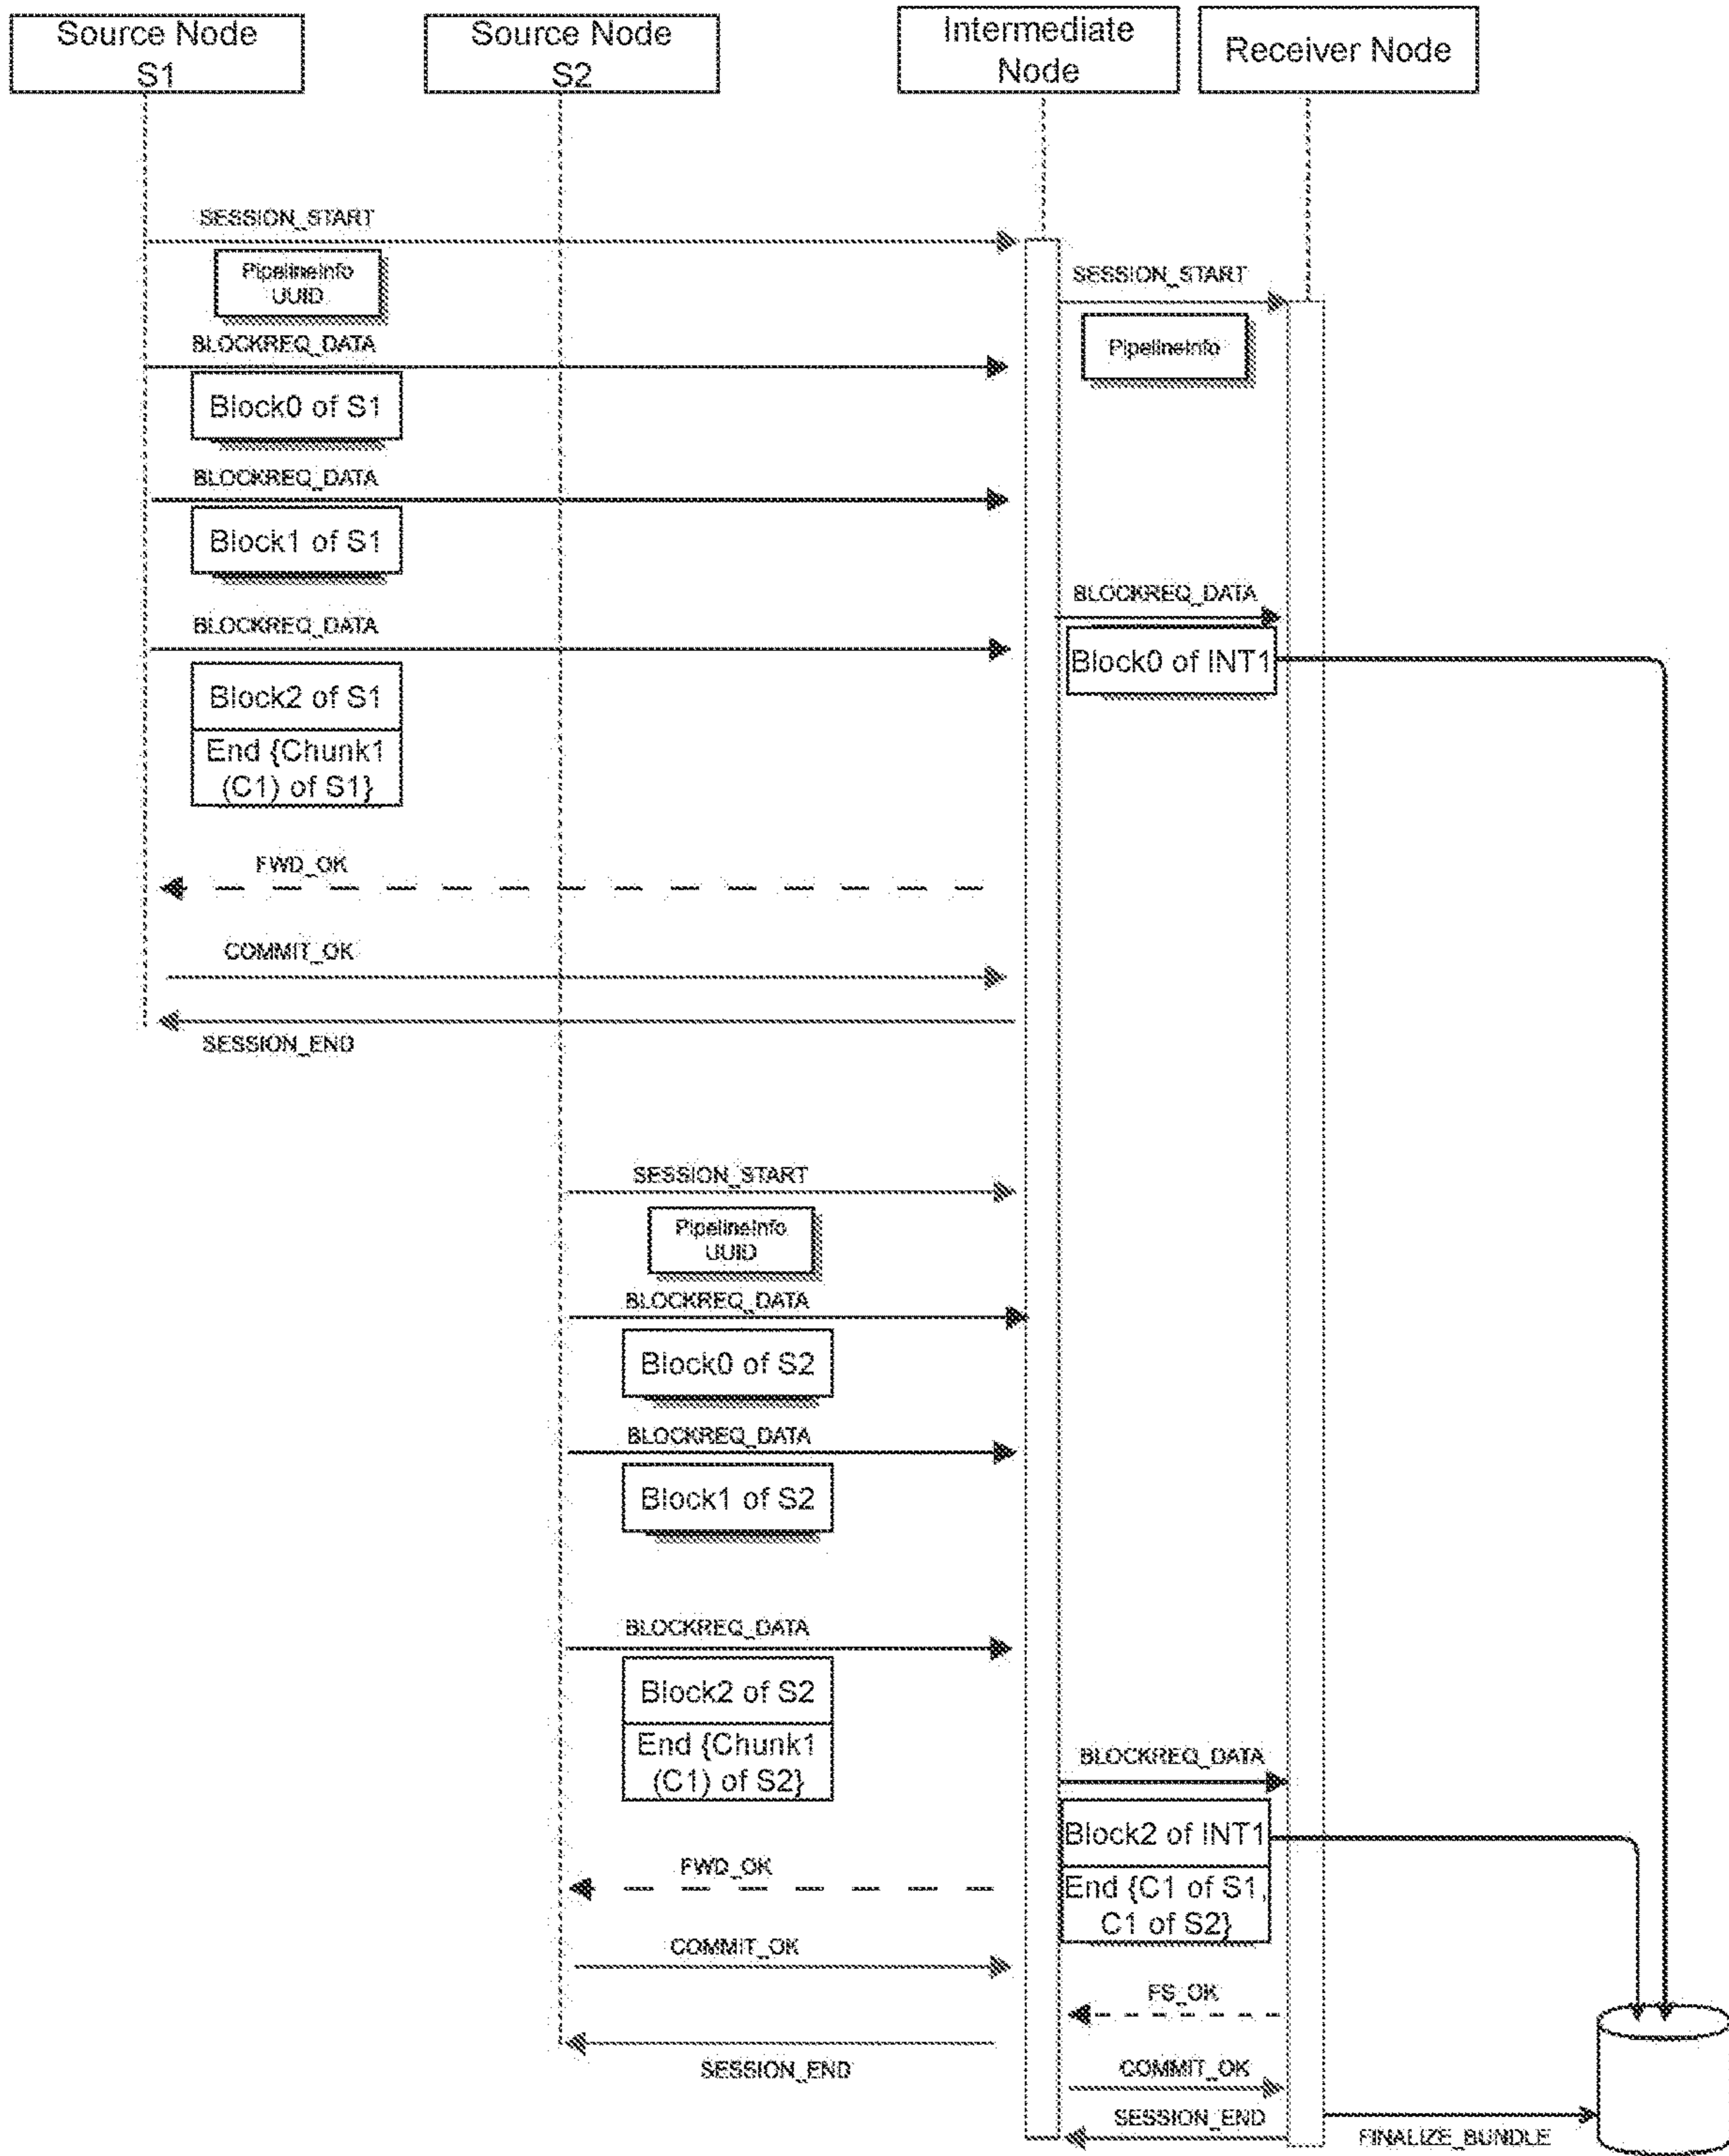 Source Node
S1
Source Node
S2
Intermediate
Node
Receiver Node
SESSION_START
PipelineInfo
UUID
SESSION_START
PipelineInfo
BLOCKREQ_DATA
Block0 of S1
BLOCKREQ_DATA
Block1 of S1
BLOCKREQ_DATA
Block0 of INT1
BLOCKREQ_DATA
Block2 of S1
End {Chunk1
(C1) of S1}
FWD_OK
COMMIT_OK
SESSION_END
SESSION_START
PipelineInfo
UUID
BLOCKREQ_DATA
Block0 of S2
BLOCKREQ_DATA
Block1 of S2
BLOCKREQ_DATA
Block2 of S2
End {Chunk1
(C1) of S2}
BLOCKREQ_DATA
Block2 of INT1
End {C1 of S1,
C1 of S2}
FWD_OK
COMMIT_OK
FS_OK
SESSION_END
COMMIT_OK
SESSION_END
FINALIZE_BUNDLE